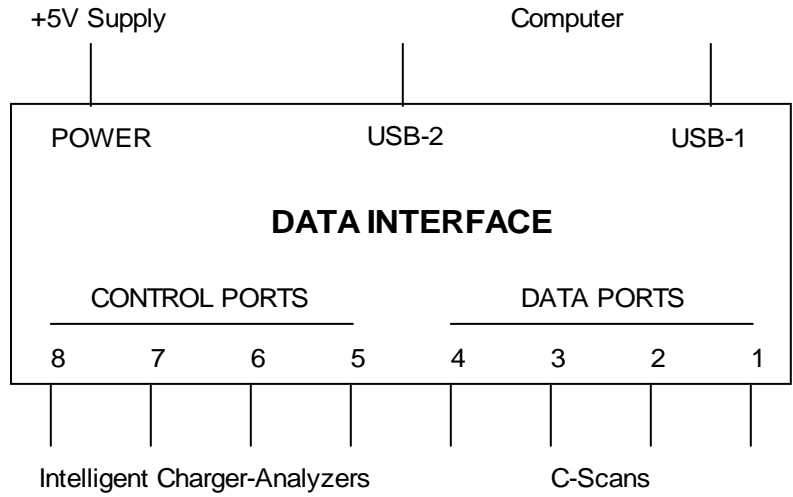 +5V Supply Computer
POWER USB-2 USB-1
DATA INTERFACE
CONTROL PORTS DATA PORTS
8 7 6 5 4 3 2 1
Intelligent Charger-Analyzers C-Scans